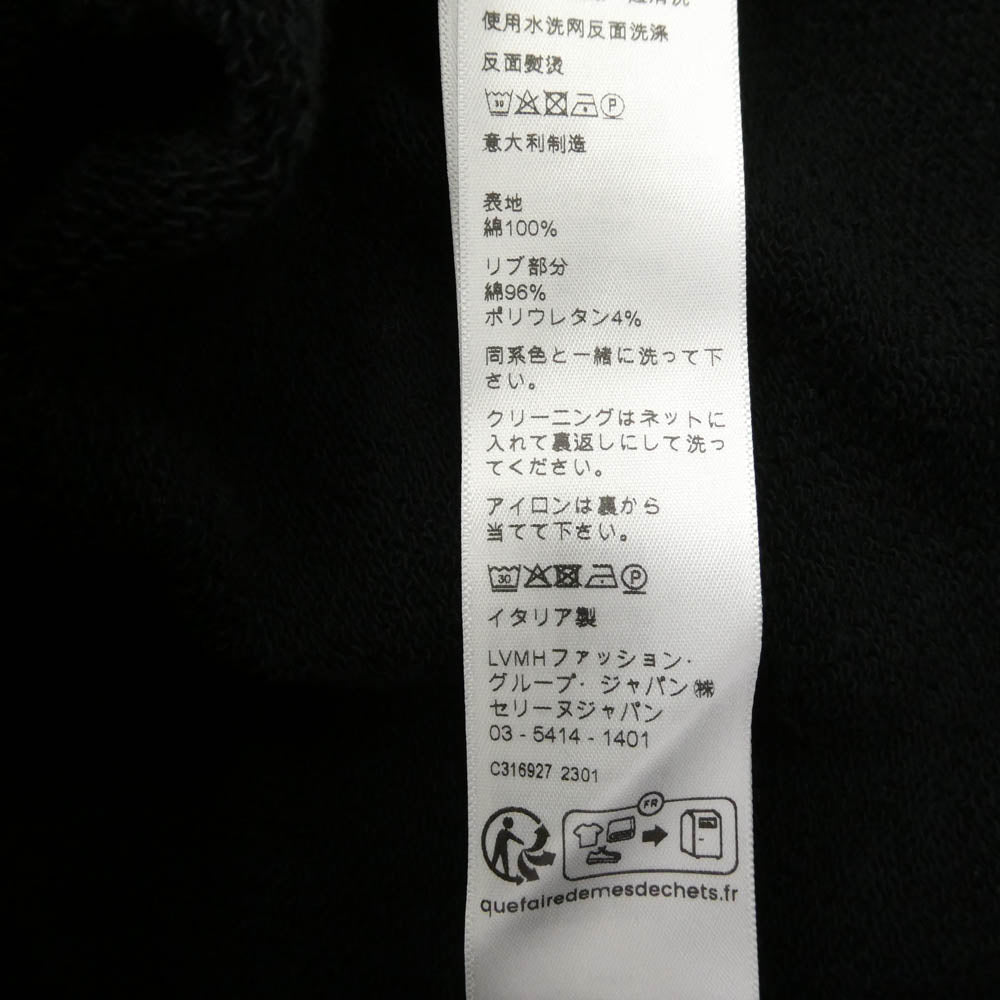 使用水洗网反面洗涤
反面熨烫
30 P
意大利制造
表地
綿100%
リブ部分
綿96%
ポリウレタン4%
同系色と一緒に洗って下
さい。
クリーニングはネットに
入れて裏返しにして洗っ
てください。
アイロンは裏から
当てて下さい。
30 P
イタリア製
LVMHファッション・
グループ・ジャパン㈱
セリーヌジャパン
03 - 5414 - 1401
C316927 2301
FR
quefairedemesdechets.fr